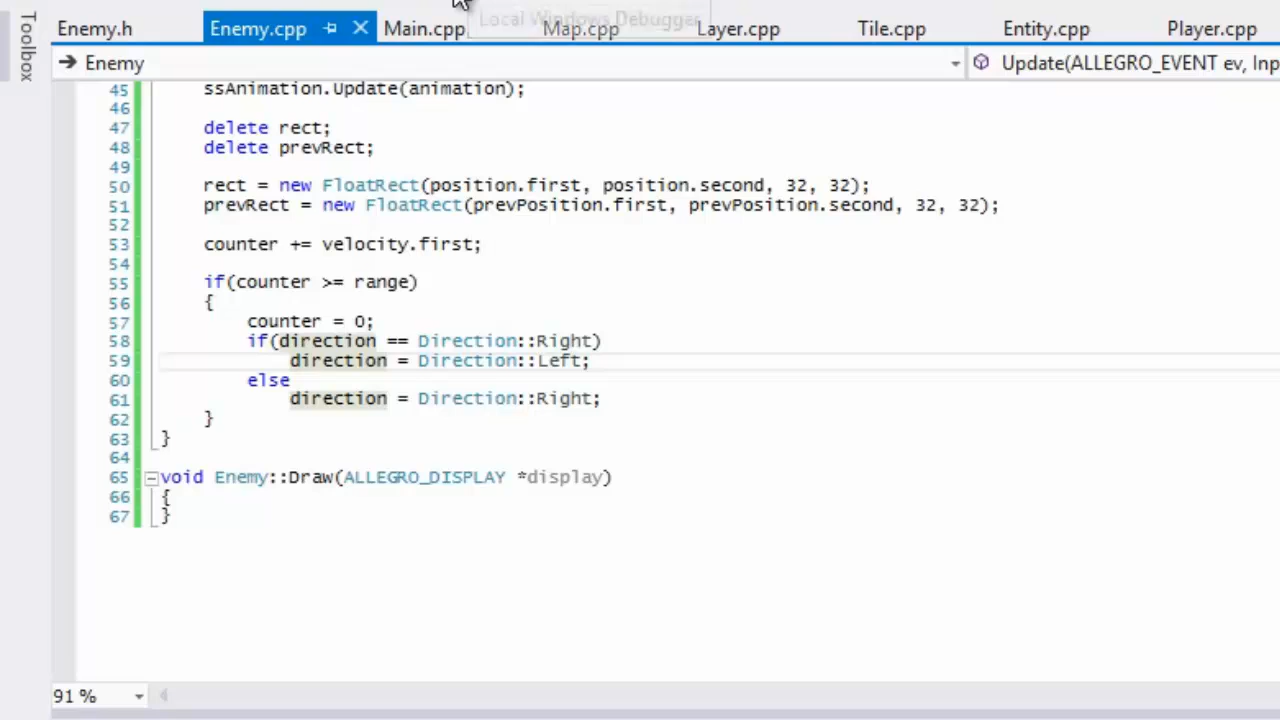 Toolbox
Enemy.h Enemy.cpp Main.cpp Map.cpp Layer.cpp Tile.cpp Entity.cpp Player.cpp
Local Windows Debugger
Enemy Update(ALLEGRO_EVENT ev, Inp
45 ssAnimation.Update(animation);
46
47 delete rect;
48 delete prevRect;
49
50 rect = new FloatRect(position.first, position.second, 32, 32);
51 prevRect = new FloatRect(prevPosition.first, prevPosition.second, 32, 32);
52
53 counter += velocity.first;
54
55 if(counter >= range)
56 {
57 counter = 0;
58 if(direction == Direction::Right)
59 direction = Direction::Left;
60 else
61 direction = Direction::Right;
62 }
63 }
64
65 void Enemy::Draw(ALLEGRO_DISPLAY *display)
66 {
67 }
91 %